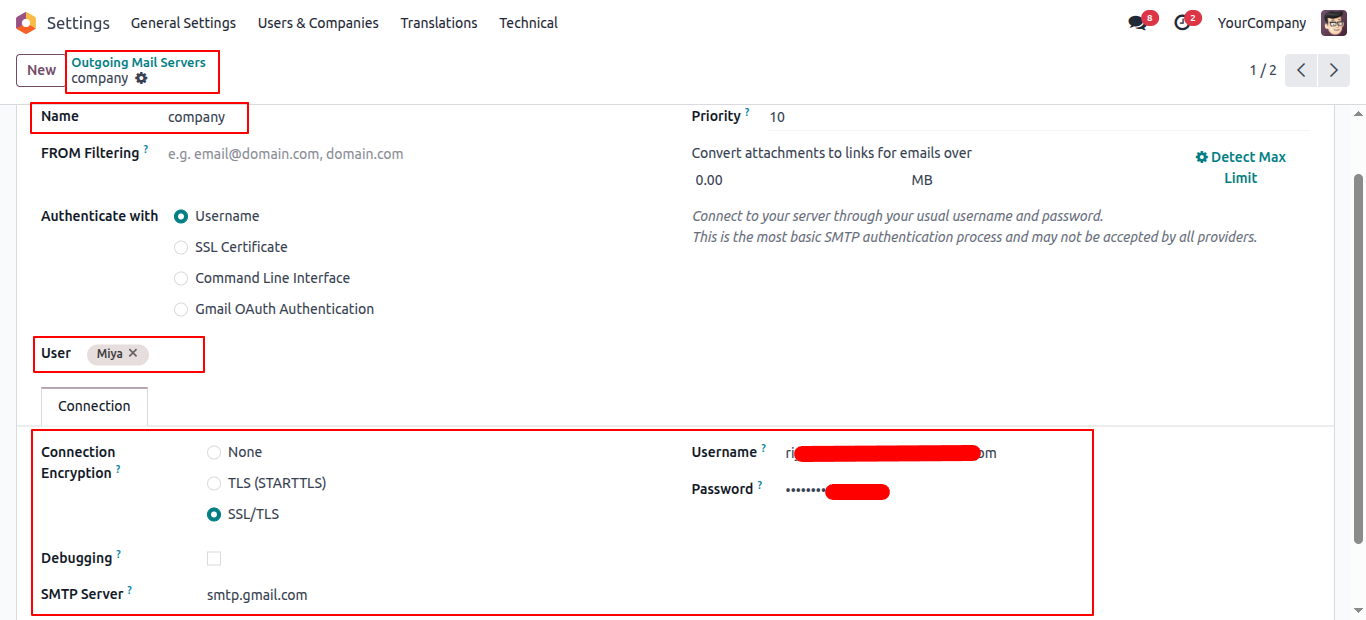 Settings General Settings Users & Companies Translations Technical 8 2 YourCompany
New Outgoing Mail Servers 1 / 2
company
Name company Priority ? 10
FROM Filtering ? e.g. email@domain.com, domain.com Convert attachments to links for emails over Detect Max
0.00 MB Limit
Authenticate with Username Connect to your server through your usual username and password.
This is the most basic SMTP authentication process and may not be accepted by all providers.
SSL Certificate
Command Line Interface
Gmail OAuth Authentication
User Miya ✕
Connection
Connection None Username ? ri om
Encryption ?
TLS (STARTTLS) Password ? ••••••••
SSL/TLS
Debugging ?
SMTP Server ? smtp.gmail.com